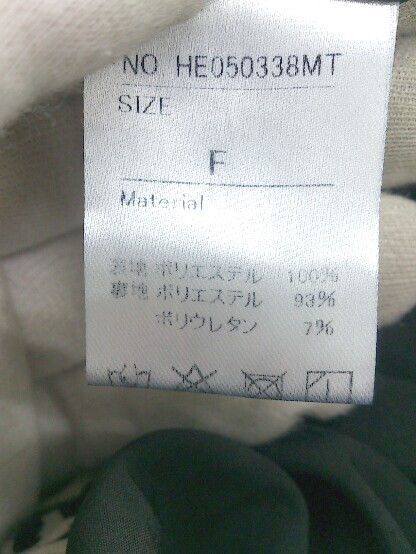 NO HE050338MT
SIZE
F
Material
表地 ポリエステル 100%
裏地 ポリエステル 93%
ポリウレタン 7%